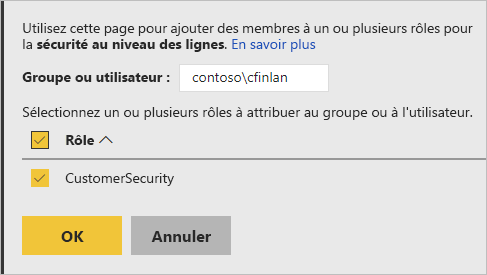 Utilisez cette page pour ajouter des membres à un ou plusieurs rôles pour
la sécurité au niveau des lignes. En savoir plus
Groupe ou utilisateur : contoso\cfinlan
Sélectionnez un ou plusieurs rôles à attribuer au groupe ou à l'utilisateur.
Rôle
CustomerSecurity
OK Annuler